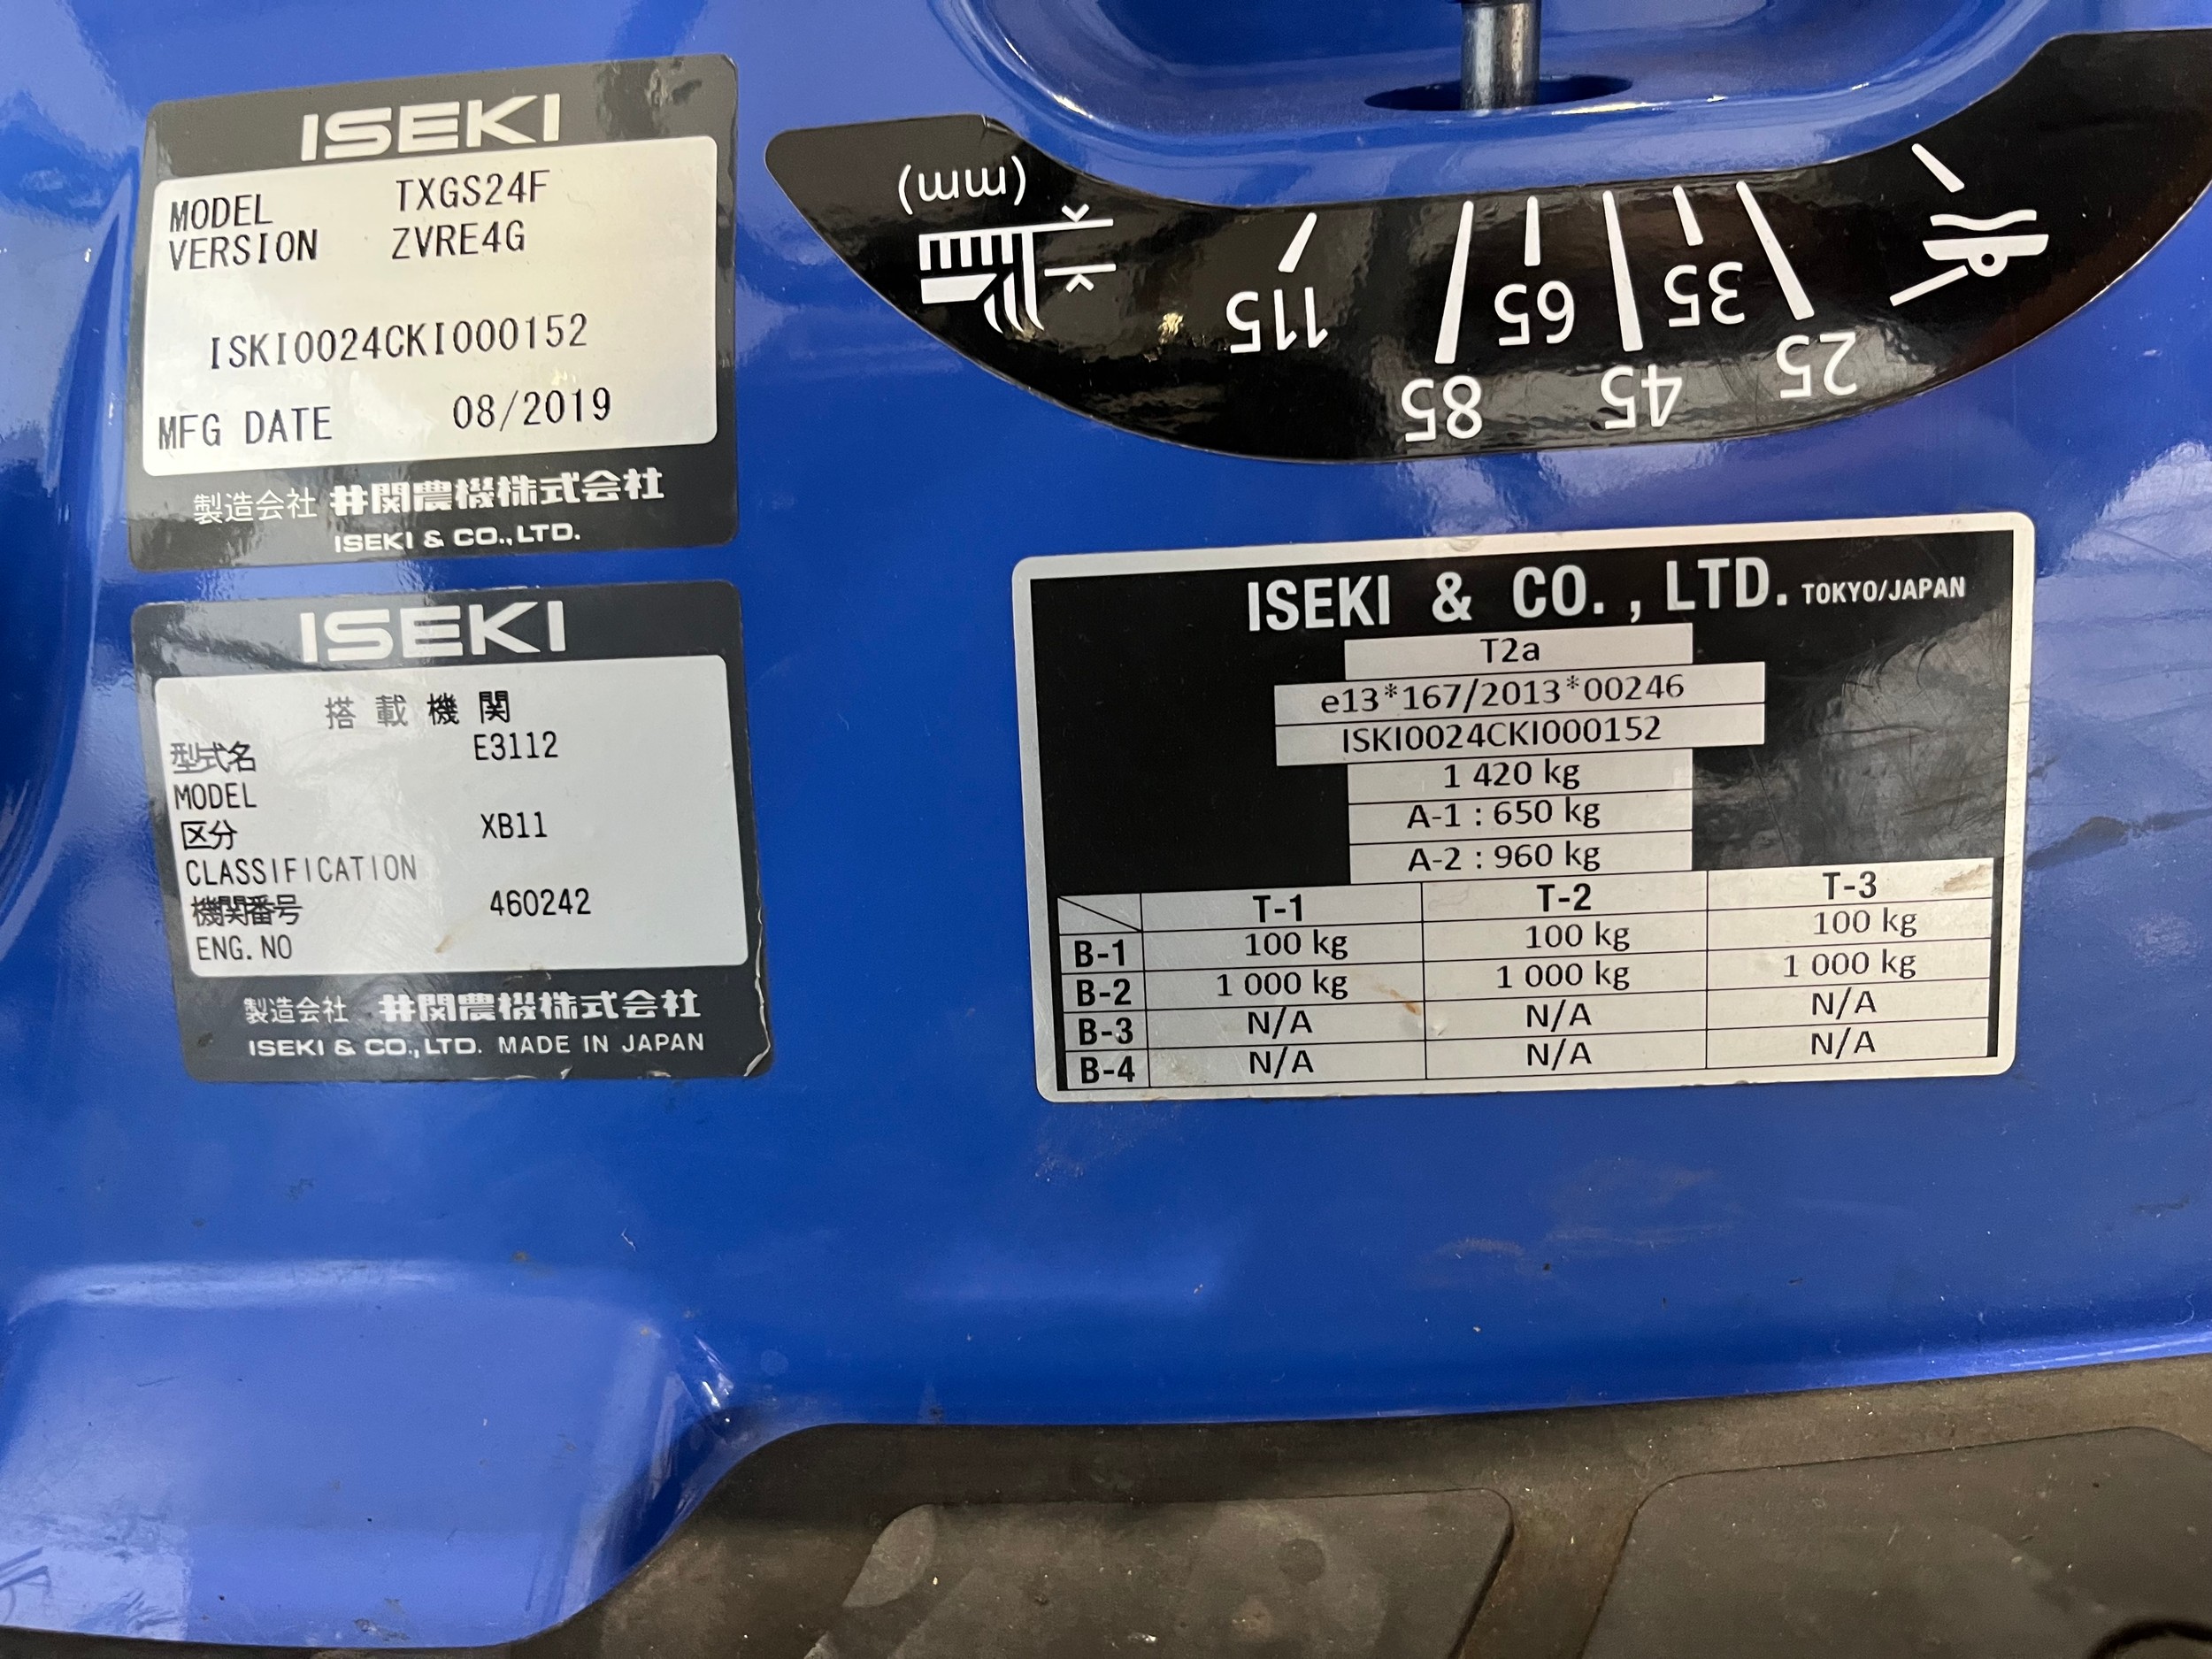 ISEKI
MODEL TXGS24F
VERSION ZVRE4G
ISKI0024CKI000152
MFG DATE 08/2019
製造会社 井関農機株式会社
ISEKI & CO.,LTD.
ISEKI
搭載機関
型式名 E3112
MODEL
区分 XB11
CLASSIFICATION
機関番号 460242
ENG.NO
製造会社 井関農機株式会社
ISEKI & CO.,LTD. MADE IN JAPAN
(mm)
115 85 65 45 35 25
ISEKI & CO., LTD. TOKYO/JAPAN
T2a
e13*167/2013*00246
ISKI0024CKI000152
1 420 kg
A-1 : 650 kg
A-2 : 960 kg
T-1 T-2 T-3
B-1 100 kg 100 kg 100 kg
B-2 1 000 kg 1 000 kg 1 000 kg
B-3 N/A N/A N/A
B-4 N/A N/A N/A